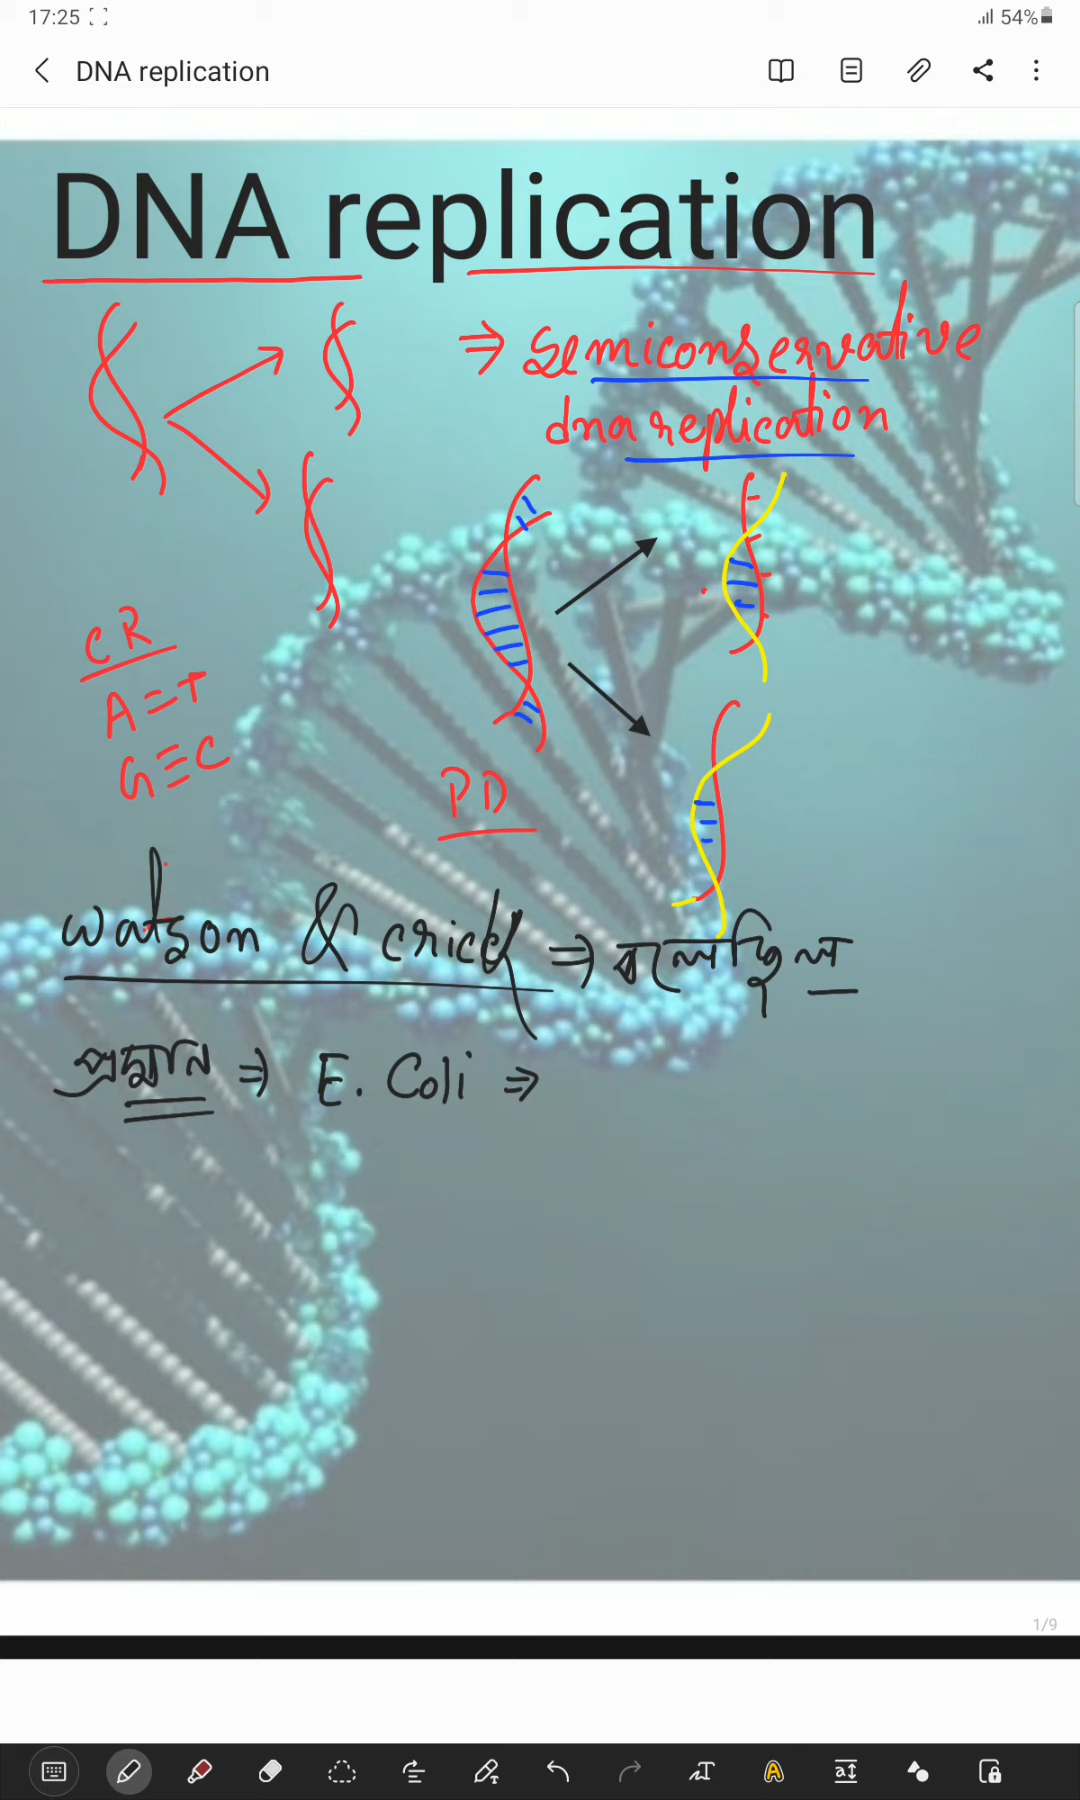 17:25 54%
DNA replication
DNA replication
⇒ semiconservative
dna replication
CR
A=T
G≡C
PD
watson & crick ⇒ বলেছিল
প্রমান ⇒ E. Coli ⇒
1/9